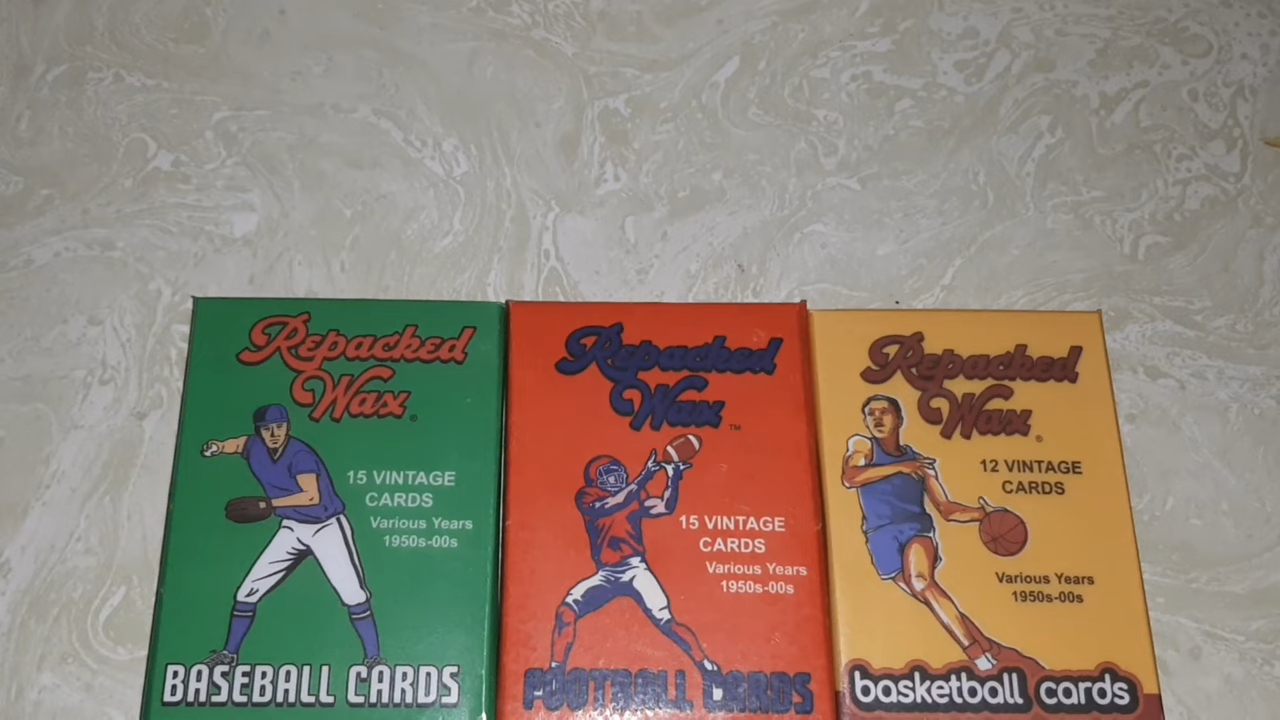 Repacked
Wax®
15 VINTAGE
CARDS
Various Years
1950s-00s
BASEBALL CARDS
Repacked
Wax™
15 VINTAGE
CARDS
Various Years
1950s-00s
FOOTBALL CARDS
Repacked
Wax®
12 VINTAGE
CARDS
Various Years
1950s-00s
basketball cards